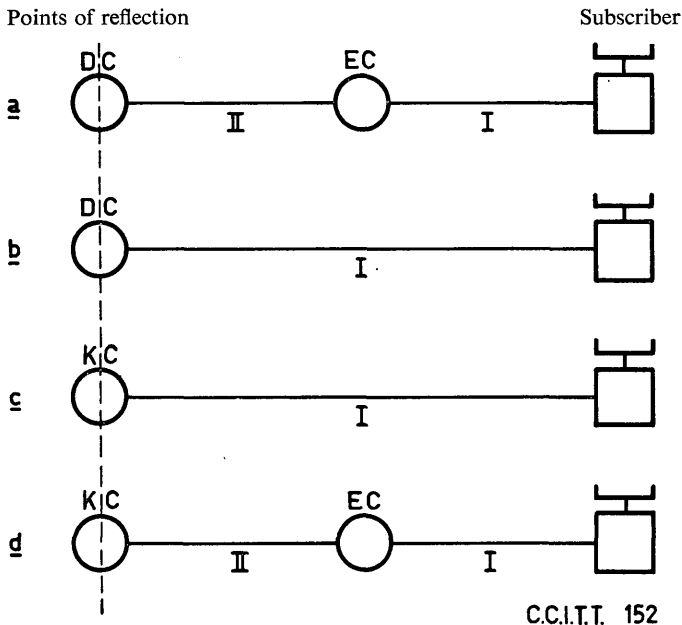 Points of reflection Subscriber
DC EC
a II I
DC
b I
KC
c I
KC EC
d II I
C.C.I.T.T. 152